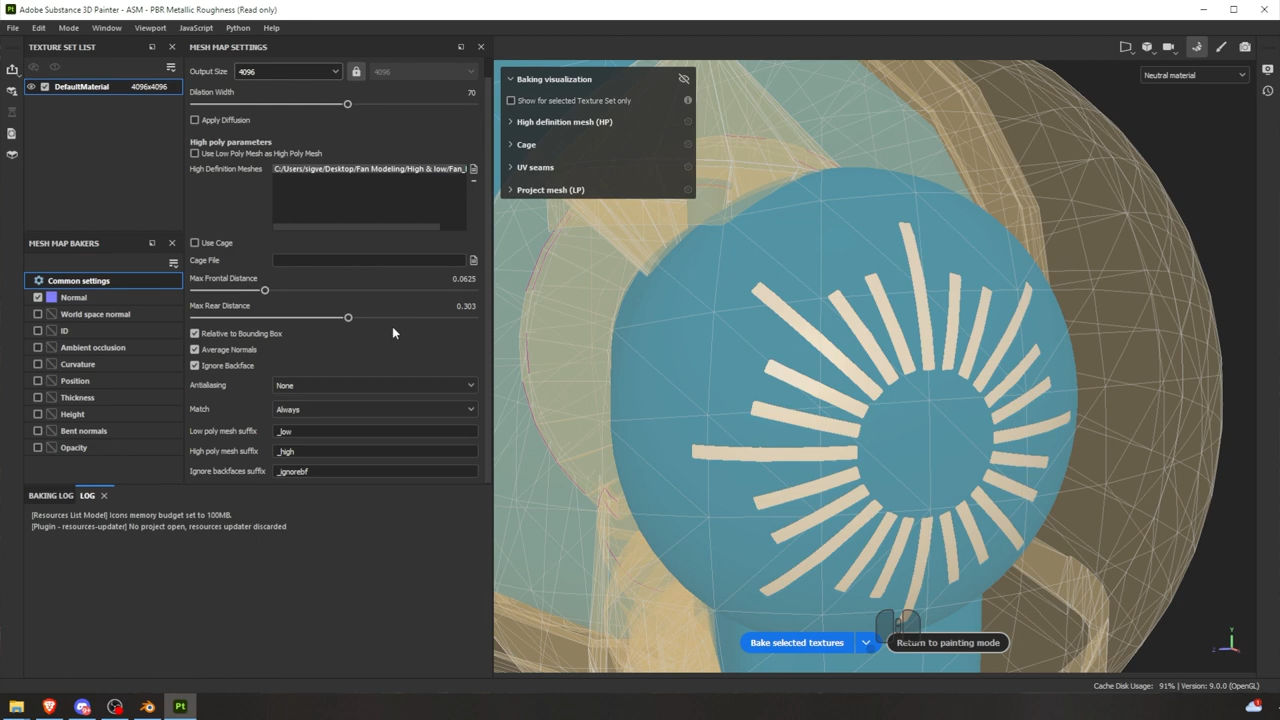 Adobe Substance 3D Painter - ASM - PBR Metallic Roughness (Read only)
File Edit Mode Window Viewport JavaScript Python Help
TEXTURE SET LIST
DefaultMaterial 4096x4096
MESH MAP BAKERS
Common settings
Normal
World space normal
ID
Ambient occlusion
Curvature
Position
Thickness
Height
Bent normals
Opacity
MESH MAP SETTINGS
Output Size 4096 4096
Dilation Width 70
Apply Diffusion
High poly parameters
Use Low Poly Mesh as High Poly Mesh
High Definition Meshes C:/Users/sigve/Desktop/Fan Modeling/High & low/Fan_
Use Cage
Cage File
Max Frontal Distance 0.0625
Max Rear Distance 0.303
Relative to Bounding Box
Average Normals
Ignore Backface
Antialiasing None
Match Always
Low poly mesh suffix _low
High poly mesh suffix _high
Ignore backfaces suffix _ignorebf
BAKING LOG LOG
[Resources List Model] Icons memory budget set to 100MB.
[Plugin - resources-updater] No project open, resources updater discarded
Baking visualization
Show for selected Texture Set only
High definition mesh (HP)
Cage
UV seams
Project mesh (LP)
Neutral material
Bake selected textures
Return to painting mode
Y
Z
Cache Disk Usage: 91% | Version: 9.0.0 (OpenGL)
Pt